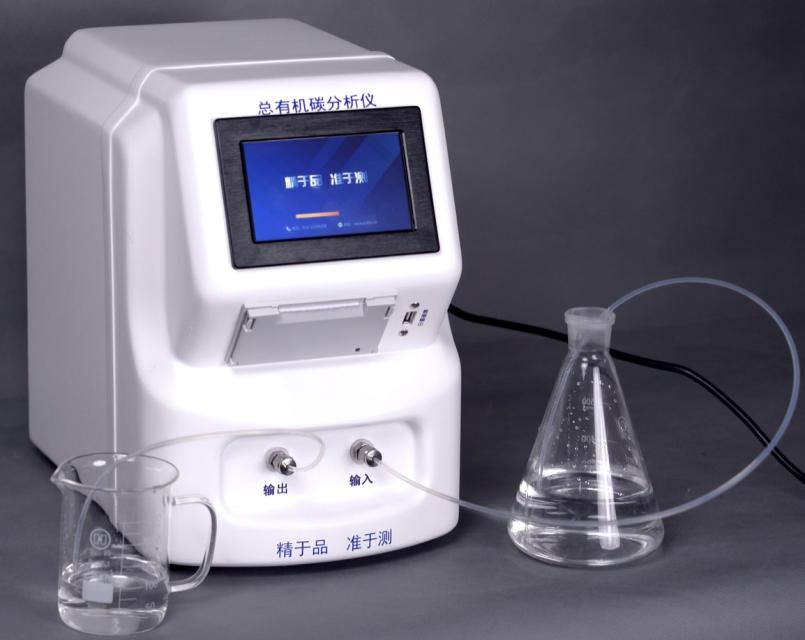 总有机碳分析仪
精于品 准于测
输出
输入
精于品 准于测